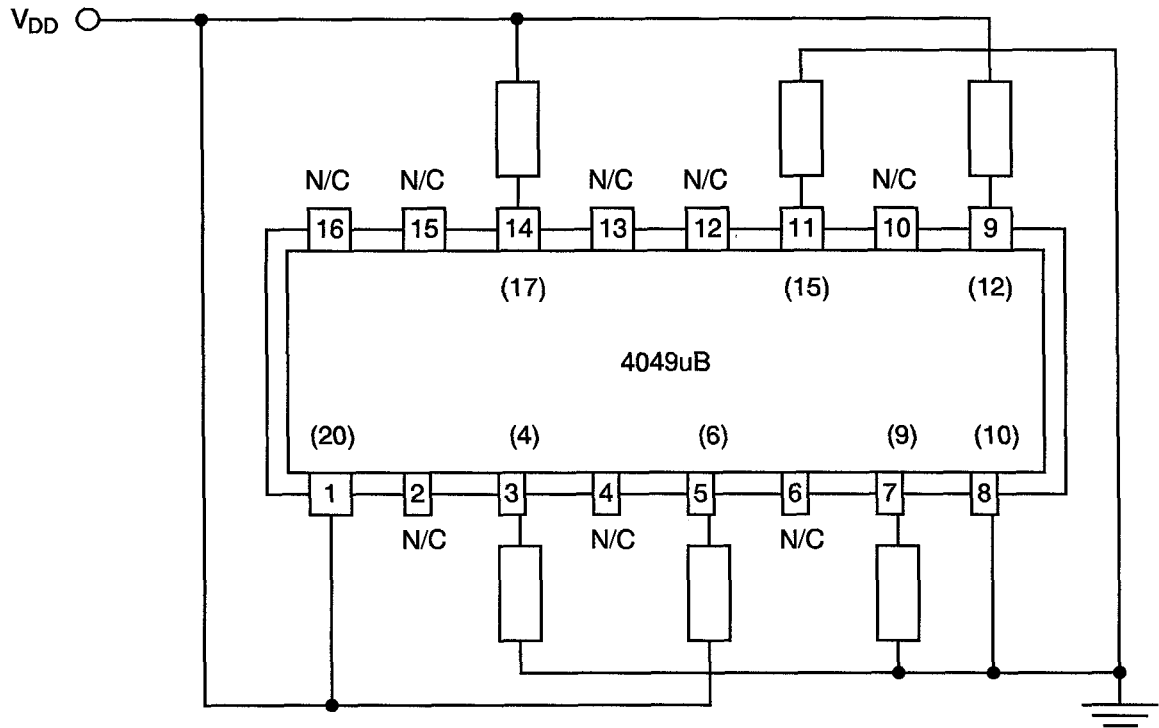 VDD
N/C N/C N/C N/C N/C
16 15 14 13 12 11 10 9
(17) (15) (12)
4049uB
(20) (4) (6) (9) (10)
1 2 3 4 5 6 7 8
N/C N/C N/C